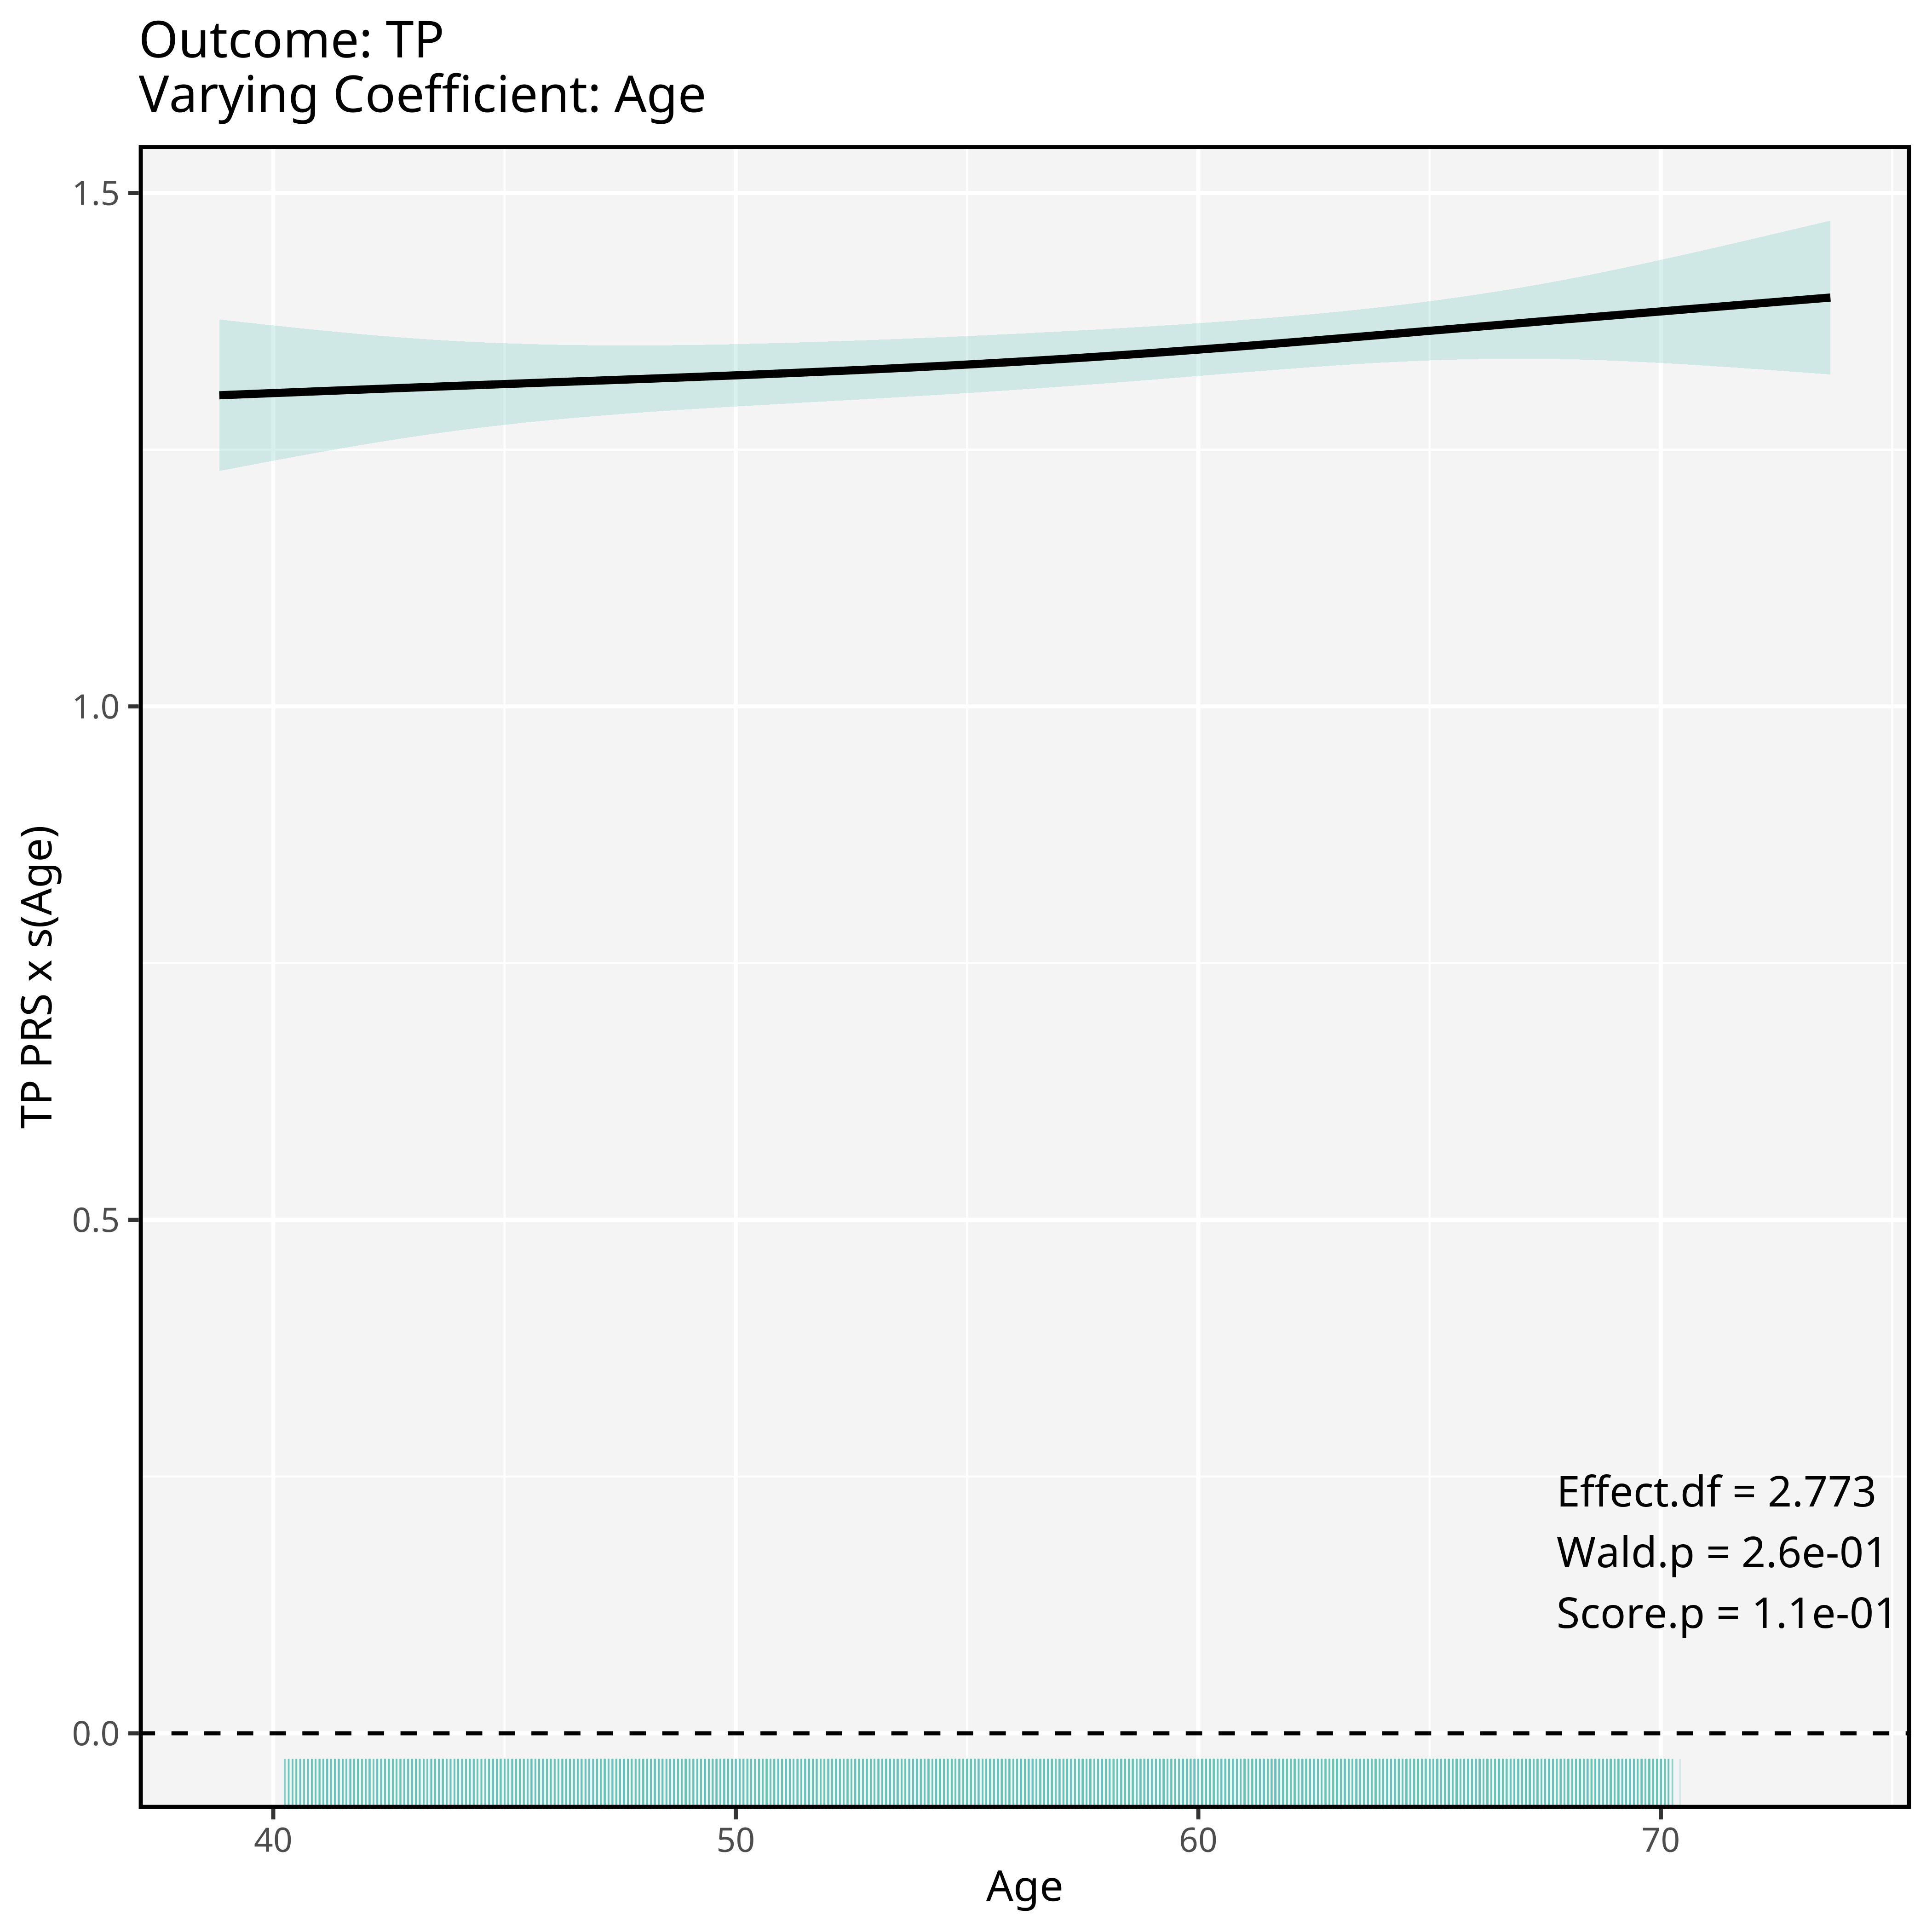 Outcome: TP
Varying Coefficient: Age
1.5
1.0
0.5
0.0
TP PRS x s(Age)
Effect.df = 2.773
Wald.p = 2.6e-01
Score.p = 1.1e-01
40 50 60 70
Age